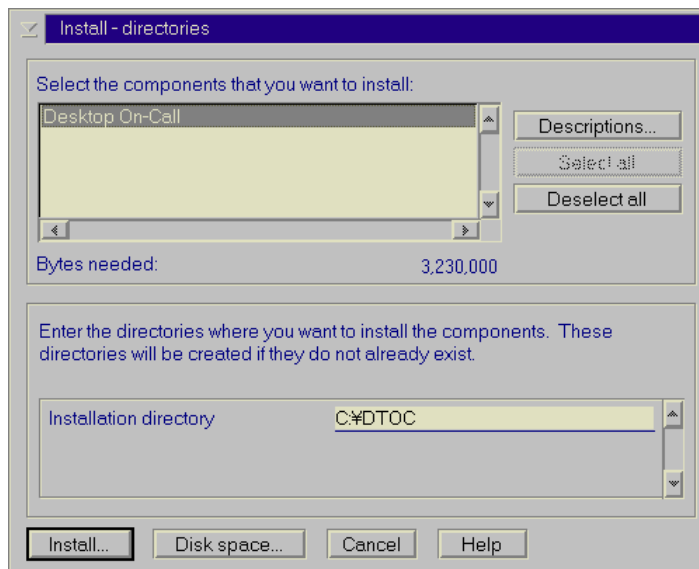 Install - directories
Select the components that you want to install:
Desktop On-Call
Descriptions...
Select all
Deselect all
Bytes needed: 3,230,000
Enter the directories where you want to install the components. These
directories will be created if they do not already exist.
Installation directory C:¥DTOC
Install... Disk space... Cancel Help